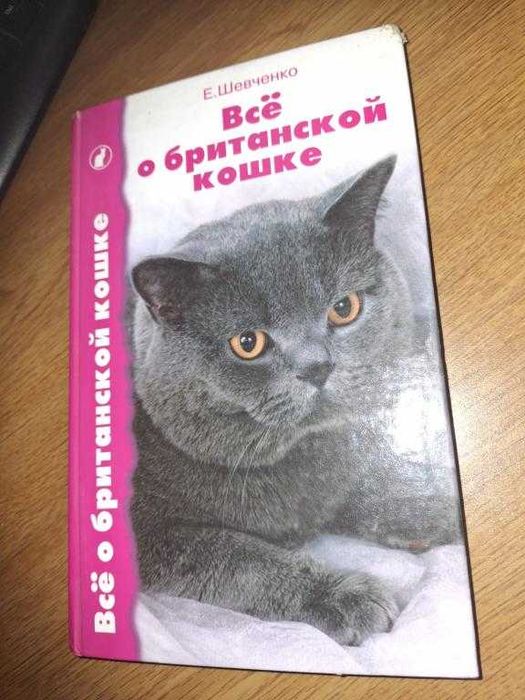 Е. Шевченко
Всё
о британской
кошке
Всё о британской кошке